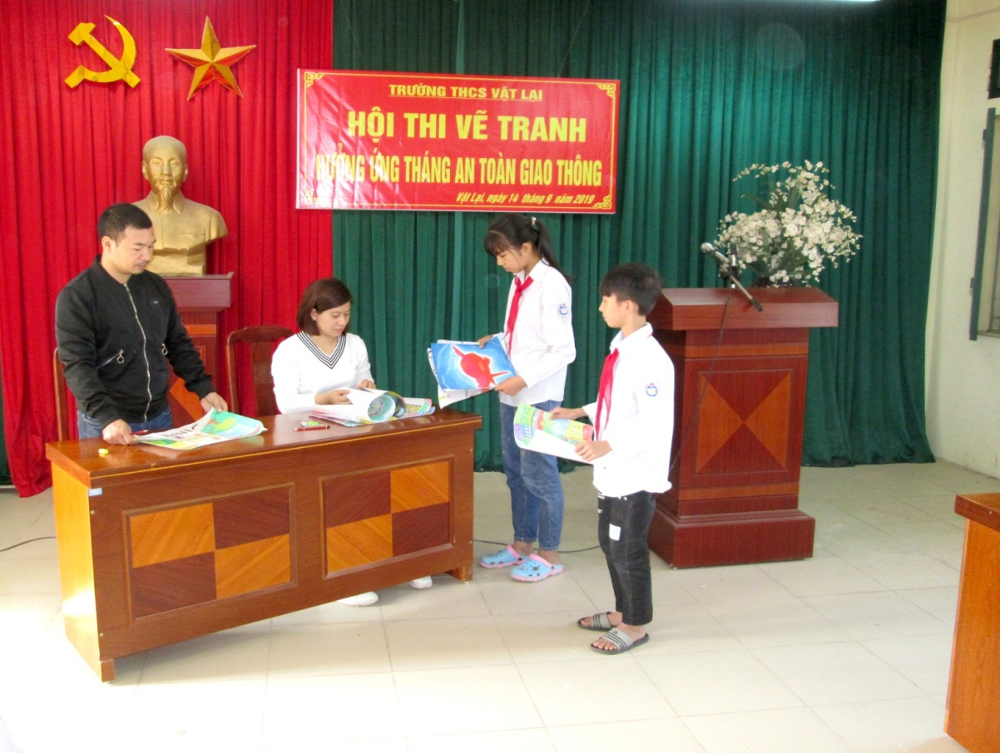 TRƯỜNG THCS VẬT LẠI
HỘI THI VẼ TRANH
HƯỞNG ỨNG THÁNG AN TOÀN GIAO THÔNG
Vật Lại, ngày 14 tháng 9 năm 2019